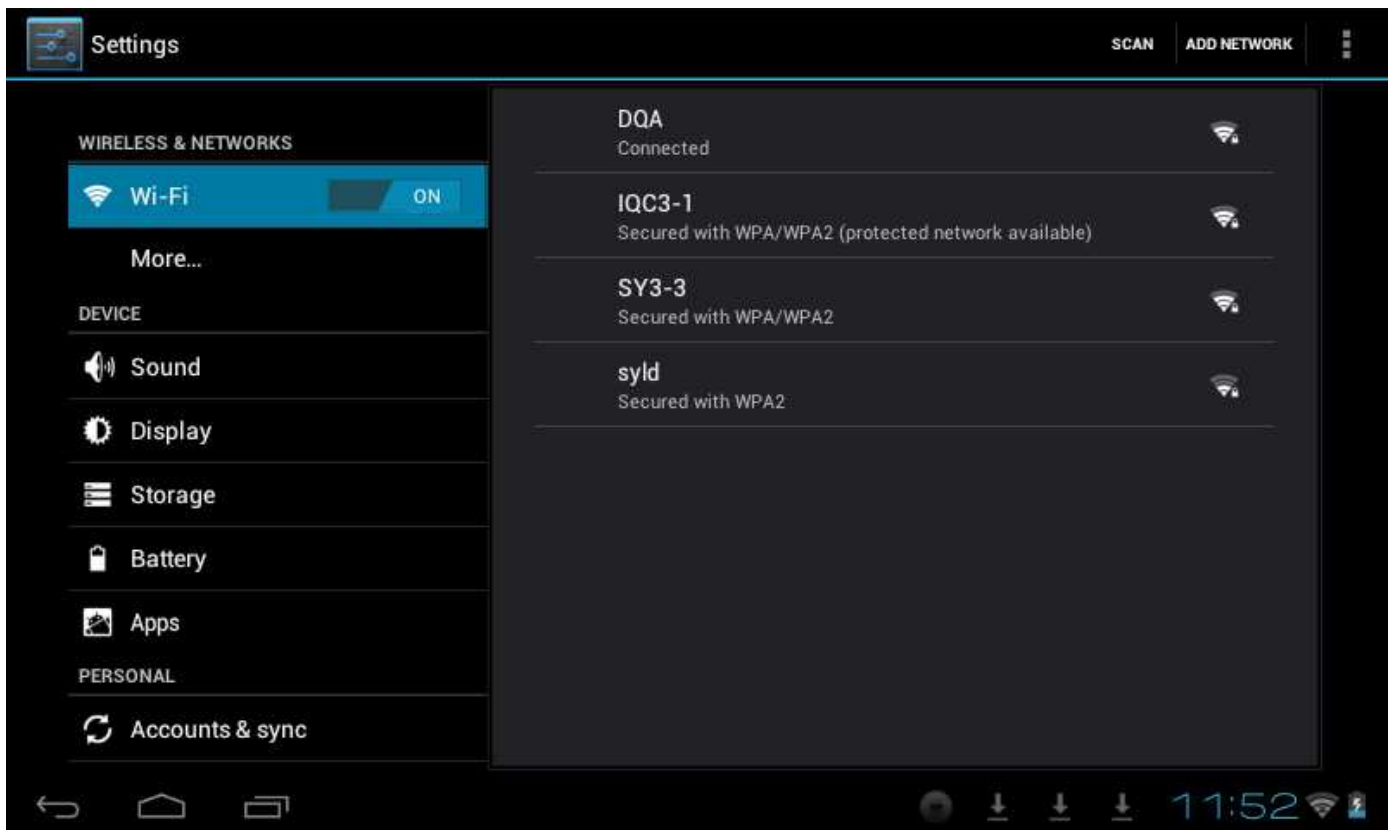 Settings
SCAN
ADD NETWORK
WIRELESS & NETWORKS
Wi-Fi
ON
More...
DEVICE
Sound
Display
Storage
Battery
Apps
PERSONAL
Accounts & sync
DQA
Connected
IQC3-1
Secured with WPA/WPA2 (protected network available)
SY3-3
Secured with WPA/WPA2
syld
Secured with WPA2
11:52